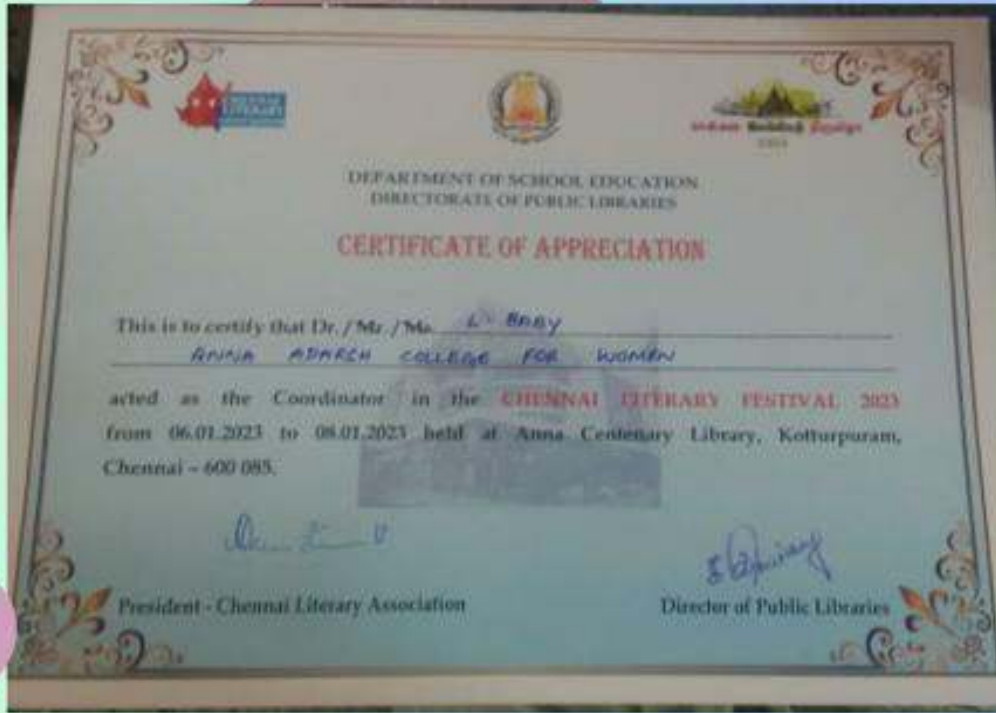 CHENNAI
LITERARY
DEPARTMENT OF SCHOOL EDUCATION
DIRECTORATE OF PUBLIC LIBRARIES
CERTIFICATE OF APPRECIATION
This is to certify that Dr. / Mr. / Ms. L. BABY
ANNA ADARSH COLLEGE FOR WOMEN
acted as the Coordinator in the CHENNAI LITERARY FESTIVAL 2023
from 06.01.2023 to 08.01.2023 held at Anna Centenary Library, Kotturpuram,
Chennai – 600 085.
President - Chennai Literary Association
Director of Public Libraries